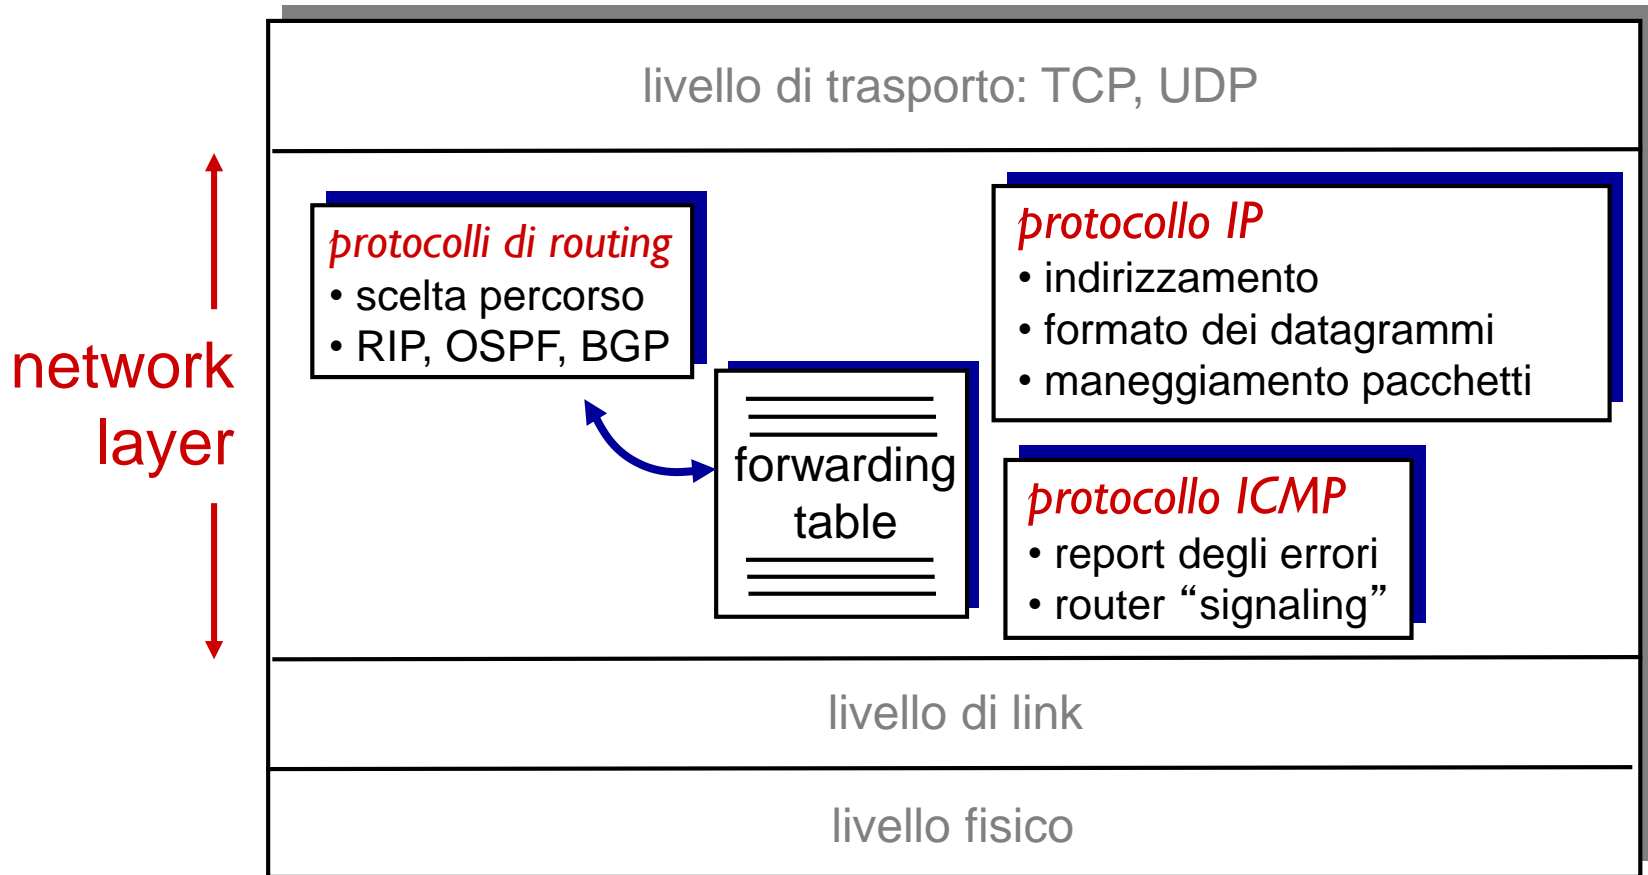 livello di trasporto: TCP, UDP
network
layer
protocolli di routing
• scelta percorso
• RIP, OSPF, BGP
forwarding
table
protocollo IP
• indirizzamento
• formato dei datagrammi
• maneggiamento pacchetti
protocollo ICMP
• report degli errori
• router “signaling”
livello di link
livello fisico